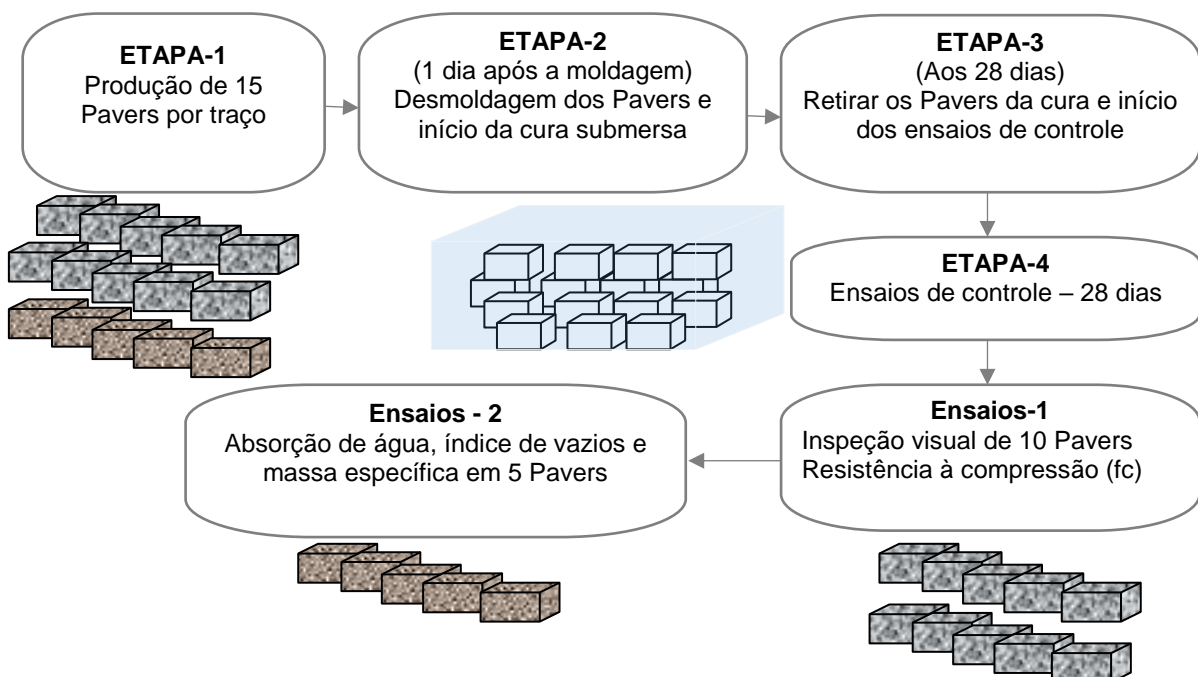 ETAPA-1
Produção de 15
Pavers por traço
ETAPA-2
(1 dia após a moldagem)
Desmoldagem dos Pavers e
início da cura submersa
ETAPA-3
(Aos 28 dias)
Retirar os Pavers da cura e início
dos ensaios de controle
ETAPA-4
Ensaios de controle – 28 dias
Ensaios-1
Inspeção visual de 10 Pavers
Resistência à compressão (fc)
Ensaios - 2
Absorção de água, índice de vazios e
massa específica em 5 Pavers